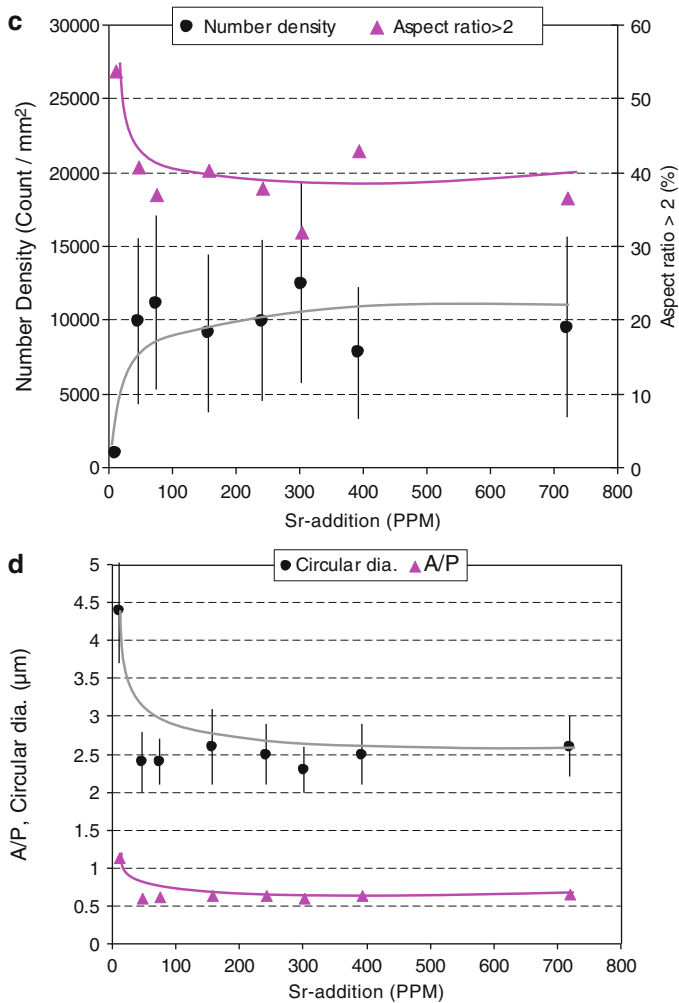 c
Number density Aspect ratio>2
30000
25000
20000
15000
10000
5000
0
Number Density (Count / mm²)
60
50
40
30
20
10
0
Aspect ratio > 2 (%)
0 100 200 300 400 500 600 700 800
Sr-addition (PPM)
d
Circular dia. A/P
5
4.5
4
3.5
3
2.5
2
1.5
1
0.5
0
A/P, Circular dia. (µm)
0 100 200 300 400 500 600 700 800
Sr-addition (PPM)